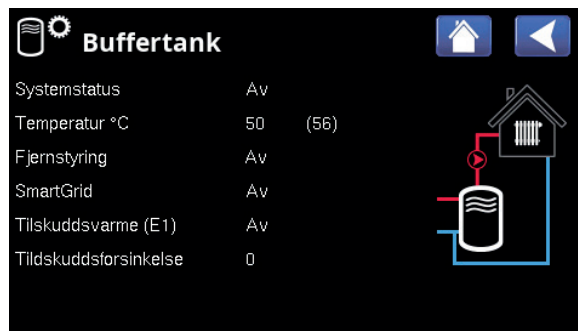 Buffertank
Systemstatus Av
Temperatur °C 50 (56)
Fjernstyring Av
SmartGrid Av
Tilskuddsvarme (E1) Av
Tildskuddsforsinkelse 0